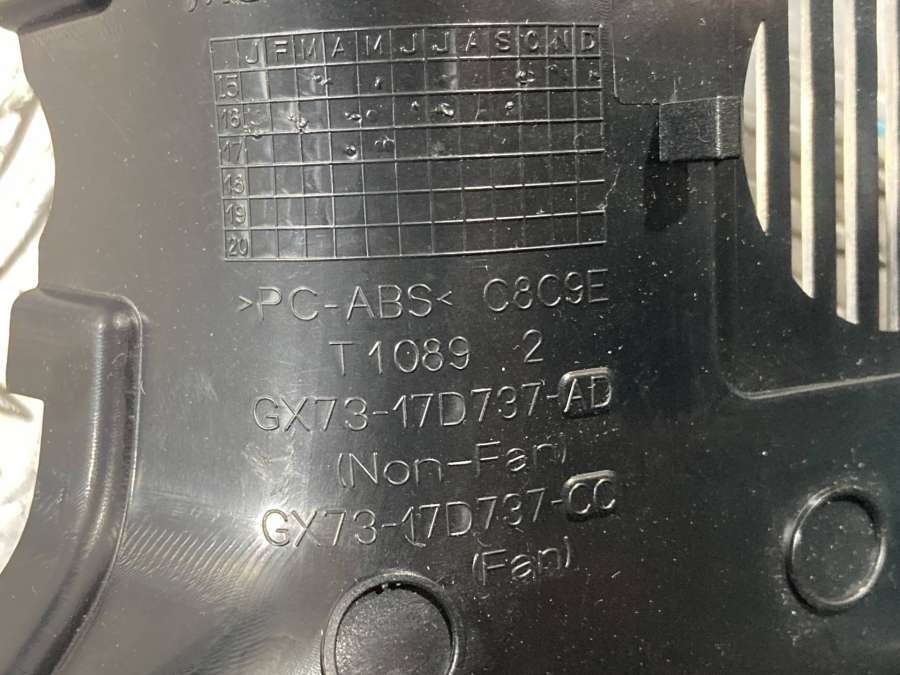 J F M A M J J A S O N D
15
16
17
18
19
20
>PC-ABS< C8C9E
T1089 2
GX73-17D737-AD
(Non-Fan)
GX73-17D737-CC
(Fan)